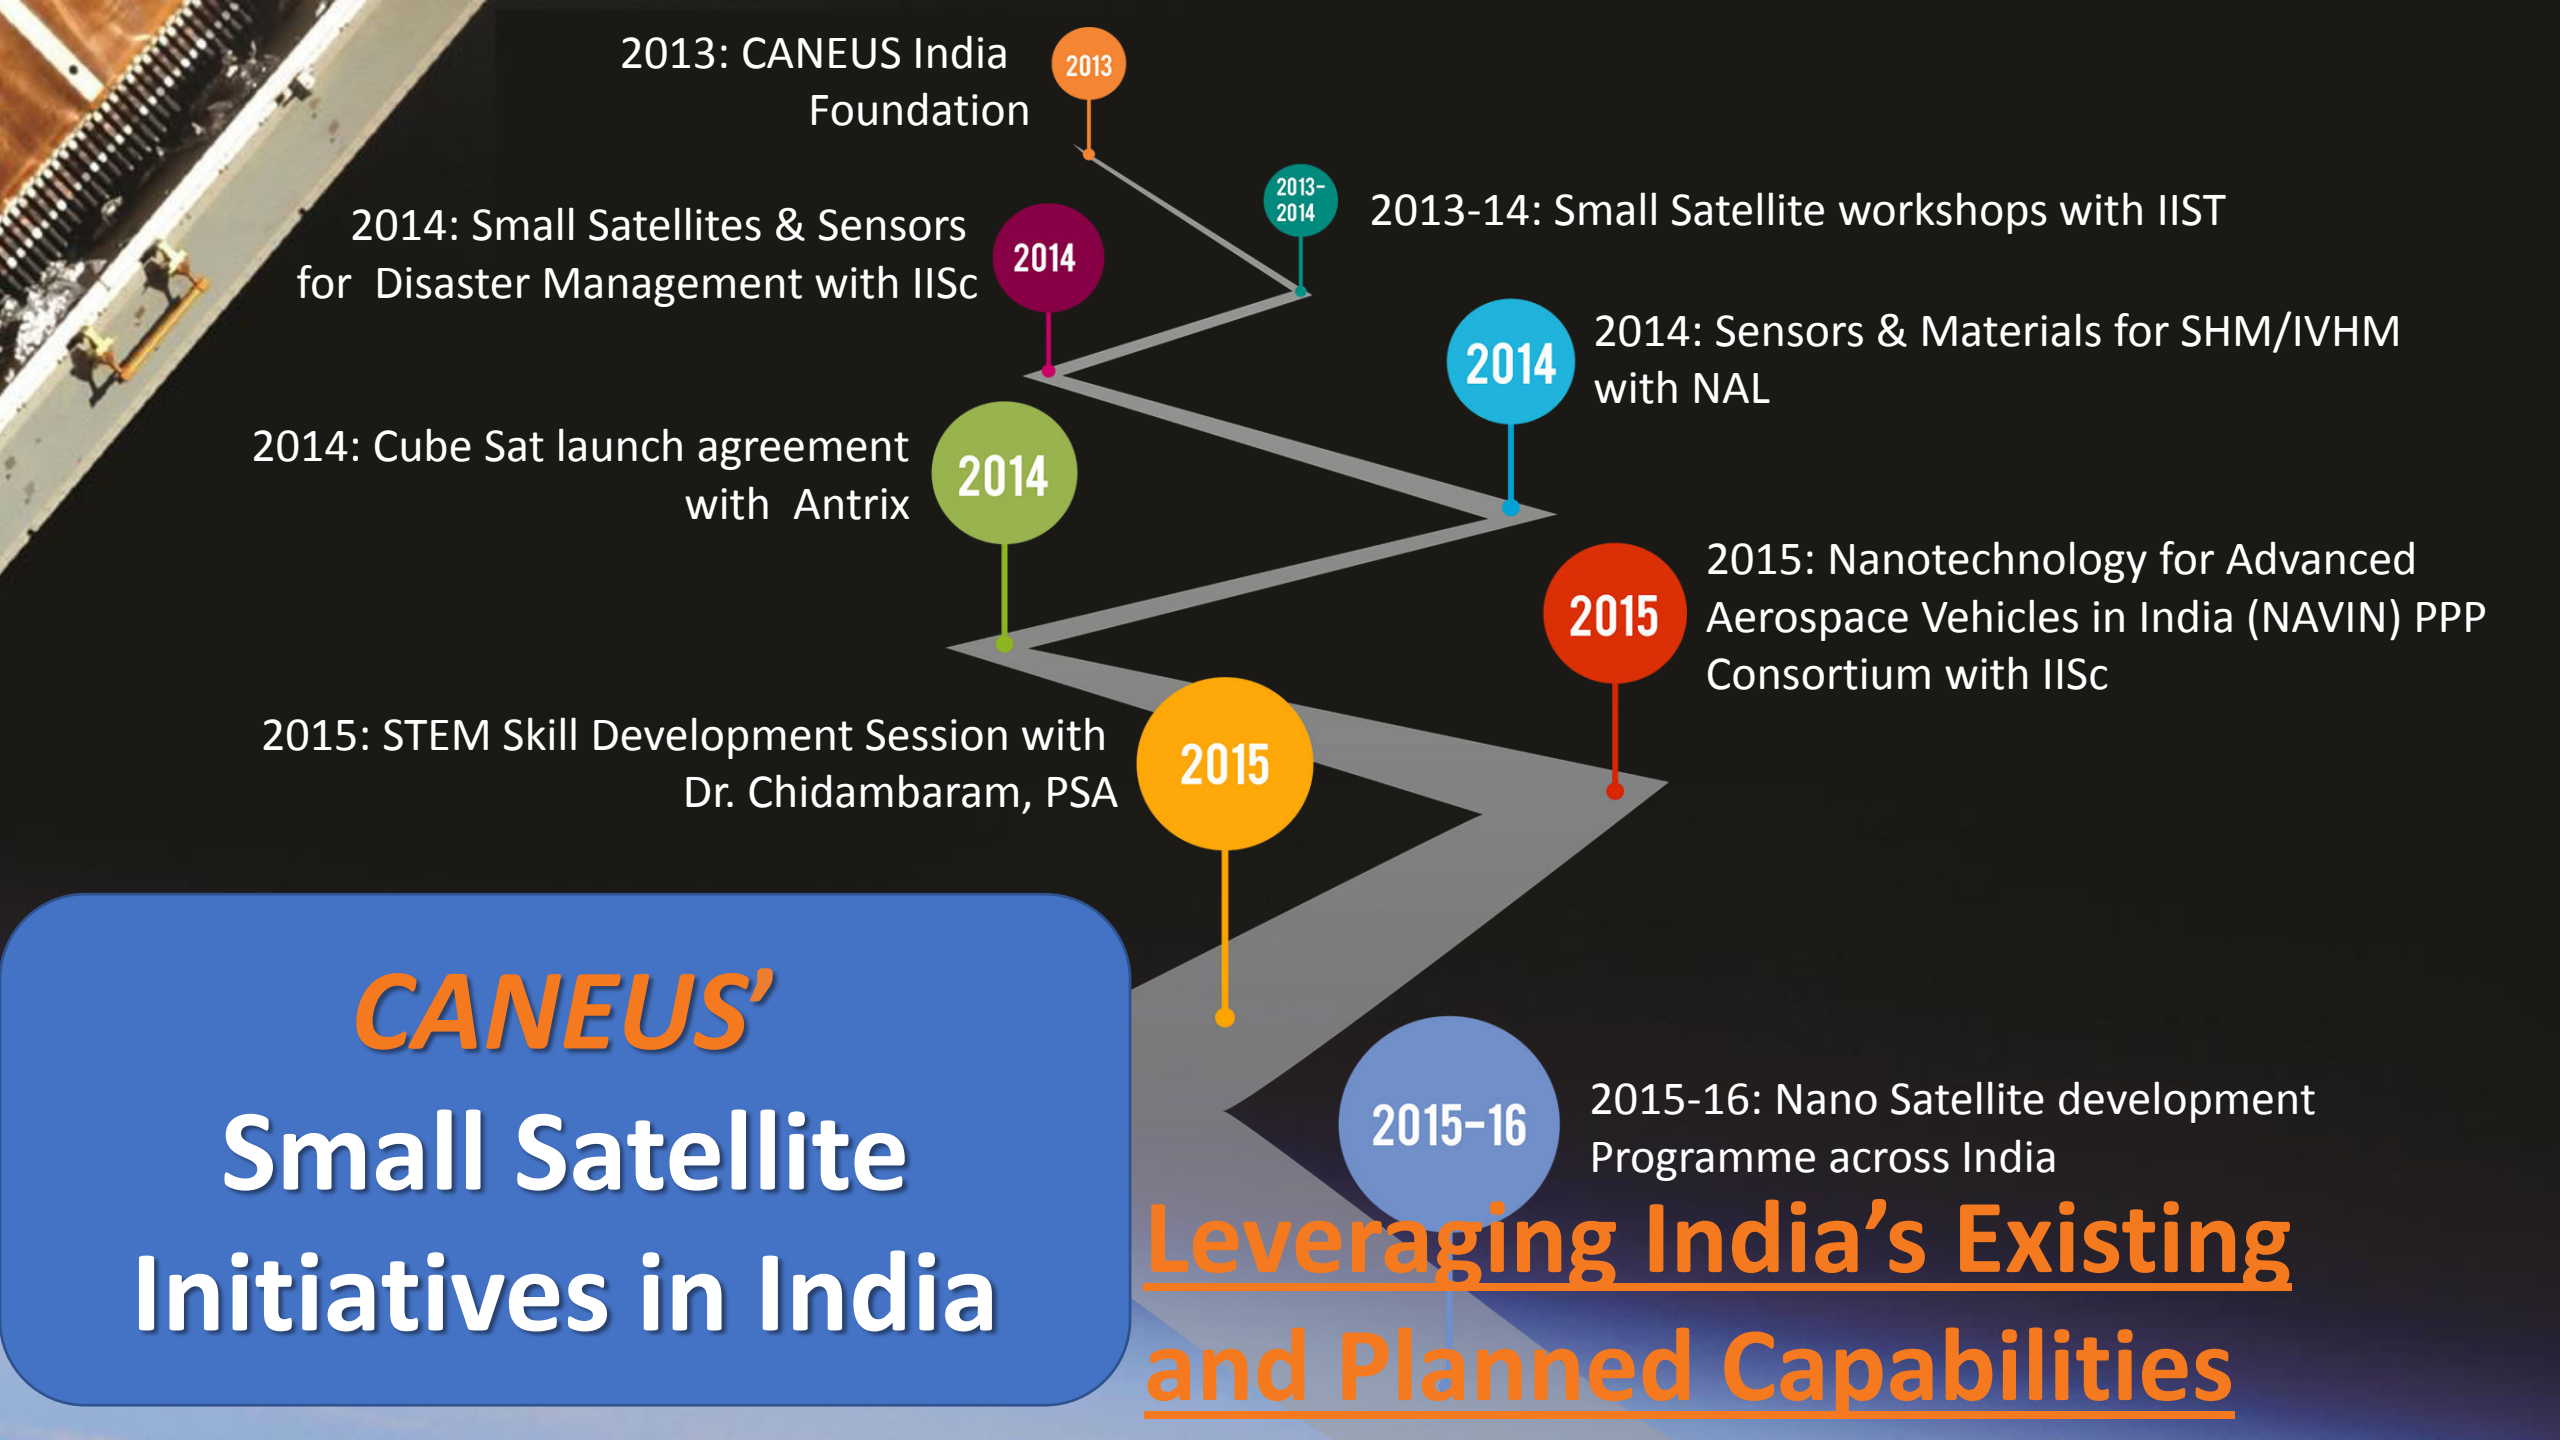 2013: CANEUS India
Foundation
2013
2013-
2014
2013-14: Small Satellite workshops with IIST
2014: Small Satellites & Sensors
for Disaster Management with IISc
2014
2014
2014: Sensors & Materials for SHM/IVHM
with NAL
2014: Cube Sat launch agreement
with Antrix
2014
2015
2015: Nanotechnology for Advanced
Aerospace Vehicles in India (NAVIN) PPP
Consortium with IISc
2015: STEM Skill Development Session with
Dr. Chidambaram, PSA
2015
CANEUS’
Small Satellite
Initiatives in India
2015-16
2015-16: Nano Satellite development
Programme across India
Leveraging India’s Existing
and Planned Capabilities